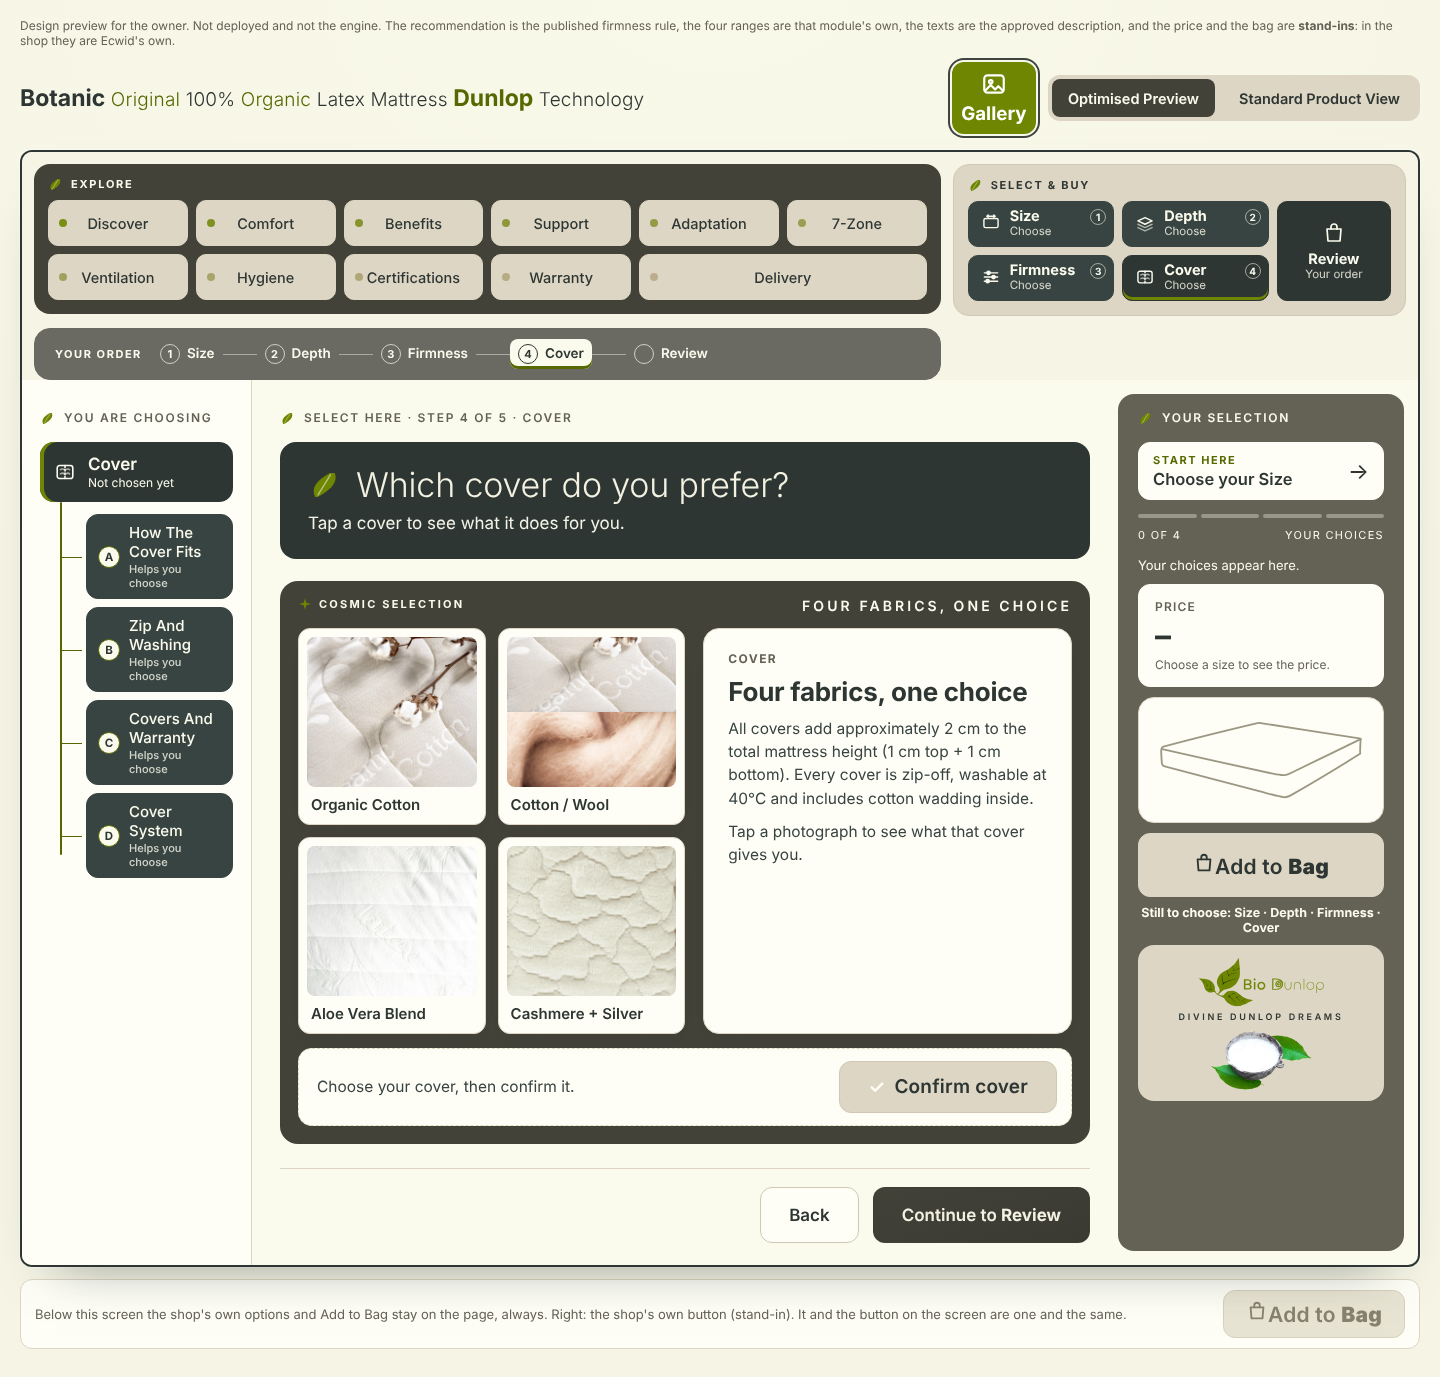 Design preview for the owner. Not deployed and not the engine. The recommendation is the published firmness rule, the four ranges are that module's own, the texts are the approved description, and the price and the bag are stand-ins: in the
shop they are Ecwid's own.
Botanic Original 100% Organic Latex Mattress Dunlop Technology
Gallery
Optimised Preview
Standard Product View
EXPLORE
Discover
Comfort
Benefits
Support
Adaptation
7-Zone
Ventilation
Hygiene
Certifications
Warranty
Delivery
SELECT & BUY
Size
Choose
1
Depth
Choose
2
Firmness
Choose
3
Cover
Choose
4
Review
Your order
YOUR ORDER
1 Size
2 Depth
3 Firmness
4 Cover
Review
YOU ARE CHOOSING
Cover
Not chosen yet
A
How The
Cover Fits
Helps you
choose
B
Zip And
Washing
Helps you
choose
C
Covers And
Warranty
Helps you
choose
D
Cover
System
Helps you
choose
SELECT HERE · STEP 4 OF 5 · COVER
Which cover do you prefer?
Tap a cover to see what it does for you.
COSMIC SELECTION
FOUR FABRICS, ONE CHOICE
Cotton
Organic Cotton
Cotton
Cotton / Wool
Aloe Vera Blend
Cashmere + Silver
COVER
Four fabrics, one choice
All covers add approximately 2 cm to the
total mattress height (1 cm top + 1 cm
bottom). Every cover is zip-off, washable at
40°C and includes cotton wadding inside.
Tap a photograph to see what that cover
gives you.
Choose your cover, then confirm it.
Confirm cover
Back
Continue to Review
YOUR SELECTION
START HERE
Choose your Size
0 OF 4
YOUR CHOICES
Your choices appear here.
PRICE
–
Choose a size to see the price.
Add to Bag
Still to choose: Size · Depth · Firmness ·
Cover
Bio Dunlop
DIVINE DUNLOP DREAMS
Below this screen the shop's own options and Add to Bag stay on the page, always. Right: the shop's own button (stand-in). It and the button on the screen are one and the same.
Add to Bag